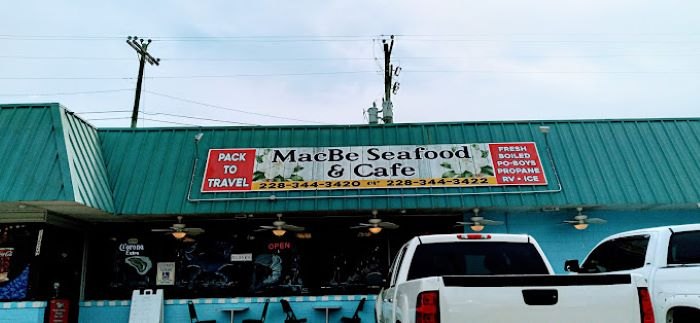 PACK
TO
TRAVEL
MacBe Seafood
& Cafe
228-344-3420 or 228-344-3422
FRESH
BOILED
PO-BOYS
PROPANE
RV • ICE
Corona
Extra
OPEN